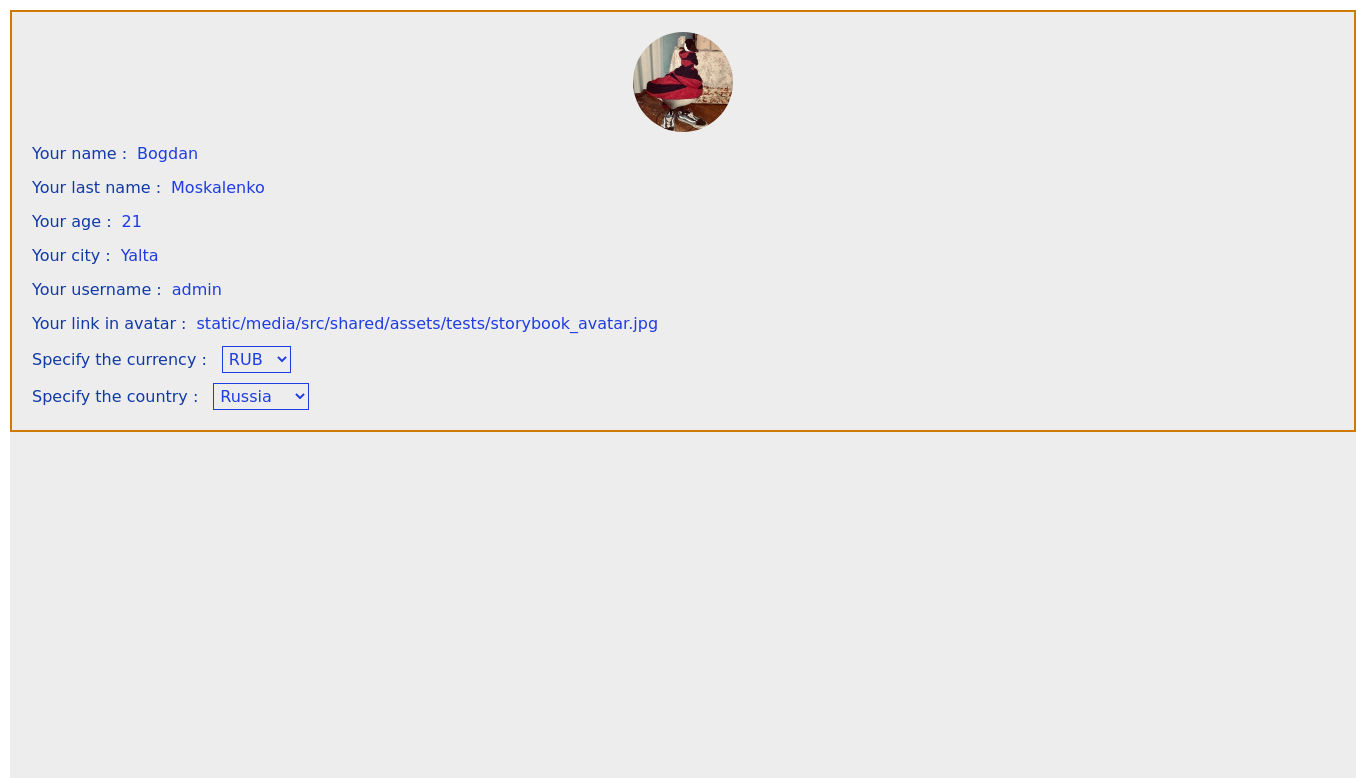 Your name : Bogdan
Your last name : Moskalenko
Your age : 21
Your city : Yalta
Your username : admin
Your link in avatar : static/media/src/shared/assets/tests/storybook_avatar.jpg
Specify the currency : RUB
Specify the country : Russia